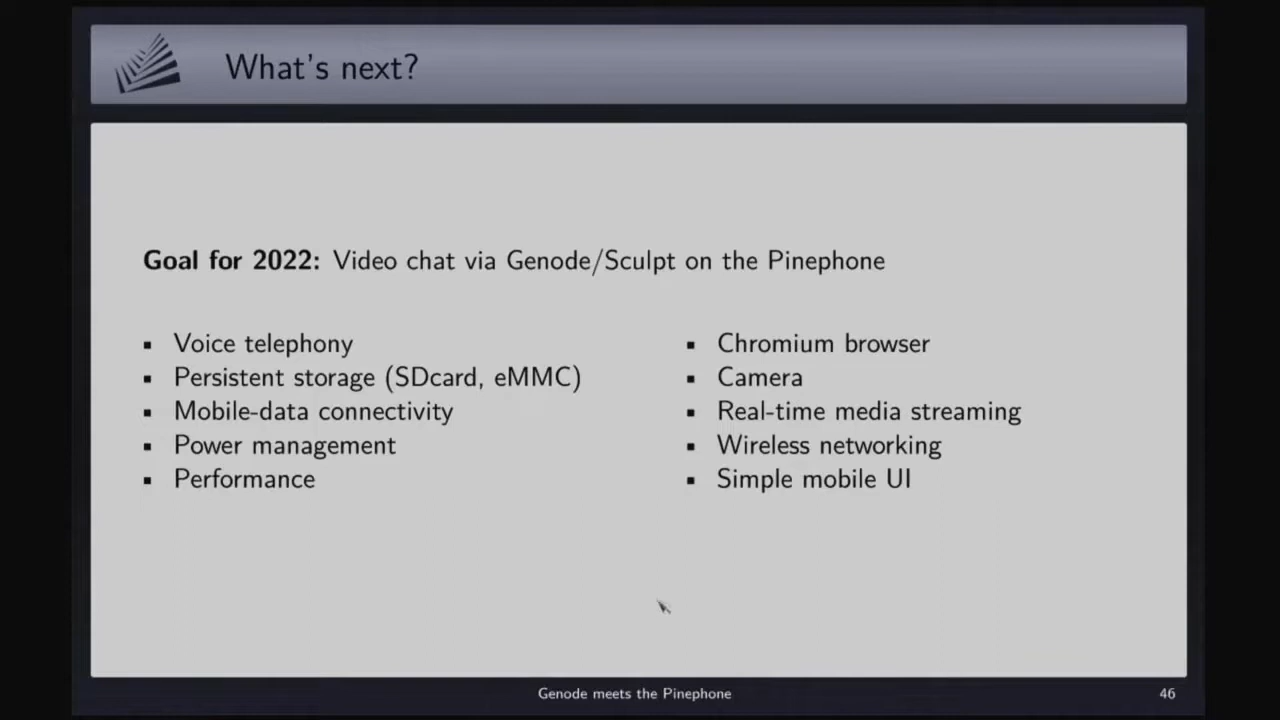 What's next?
Goal for 2022: Video chat via Genode/Sculpt on the Pinephone
▪ Voice telephony
▪ Persistent storage (SDcard, eMMC)
▪ Mobile-data connectivity
▪ Power management
▪ Performance
▪ Chromium browser
▪ Camera
▪ Real-time media streaming
▪ Wireless networking
▪ Simple mobile UI
Genode meets the Pinephone
46